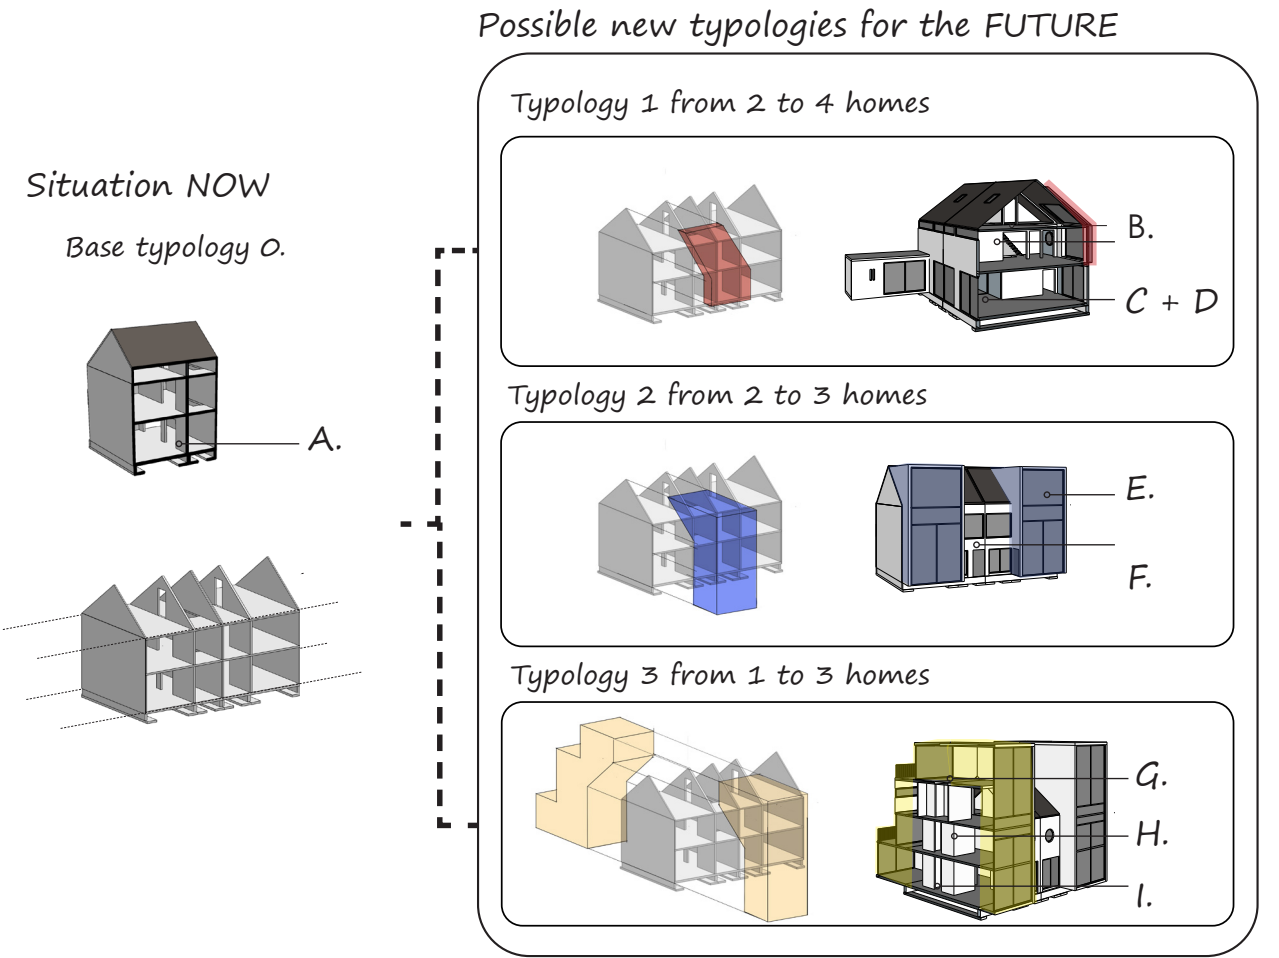 Possible new typologies for the FUTURE
Typology 1 from 2 to 4 homes
Situation NOW
Base typology 0.
B.
C + D
Typology 2 from 2 to 3 homes
A.
E.
F.
Typology 3 from 1 to 3 homes
G.
H.
I.